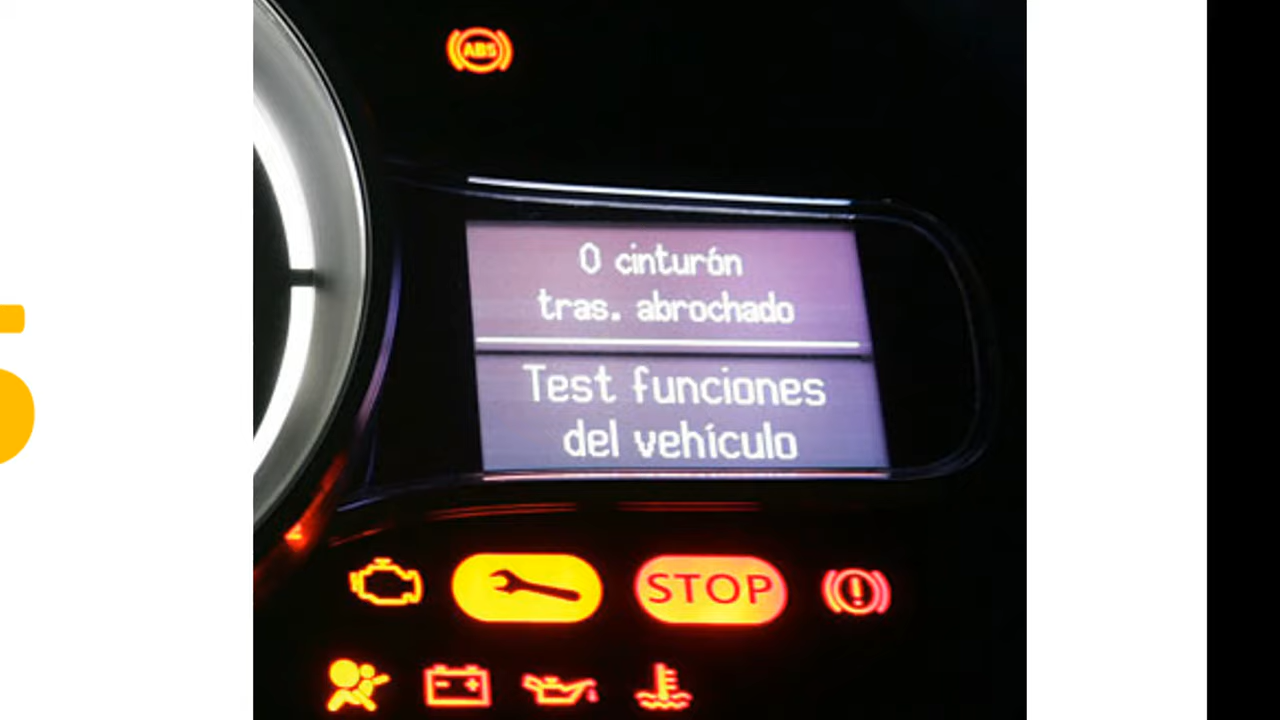 ABS
0 cinturón
tras. abrochado
Test funciones
del vehículo
STOP